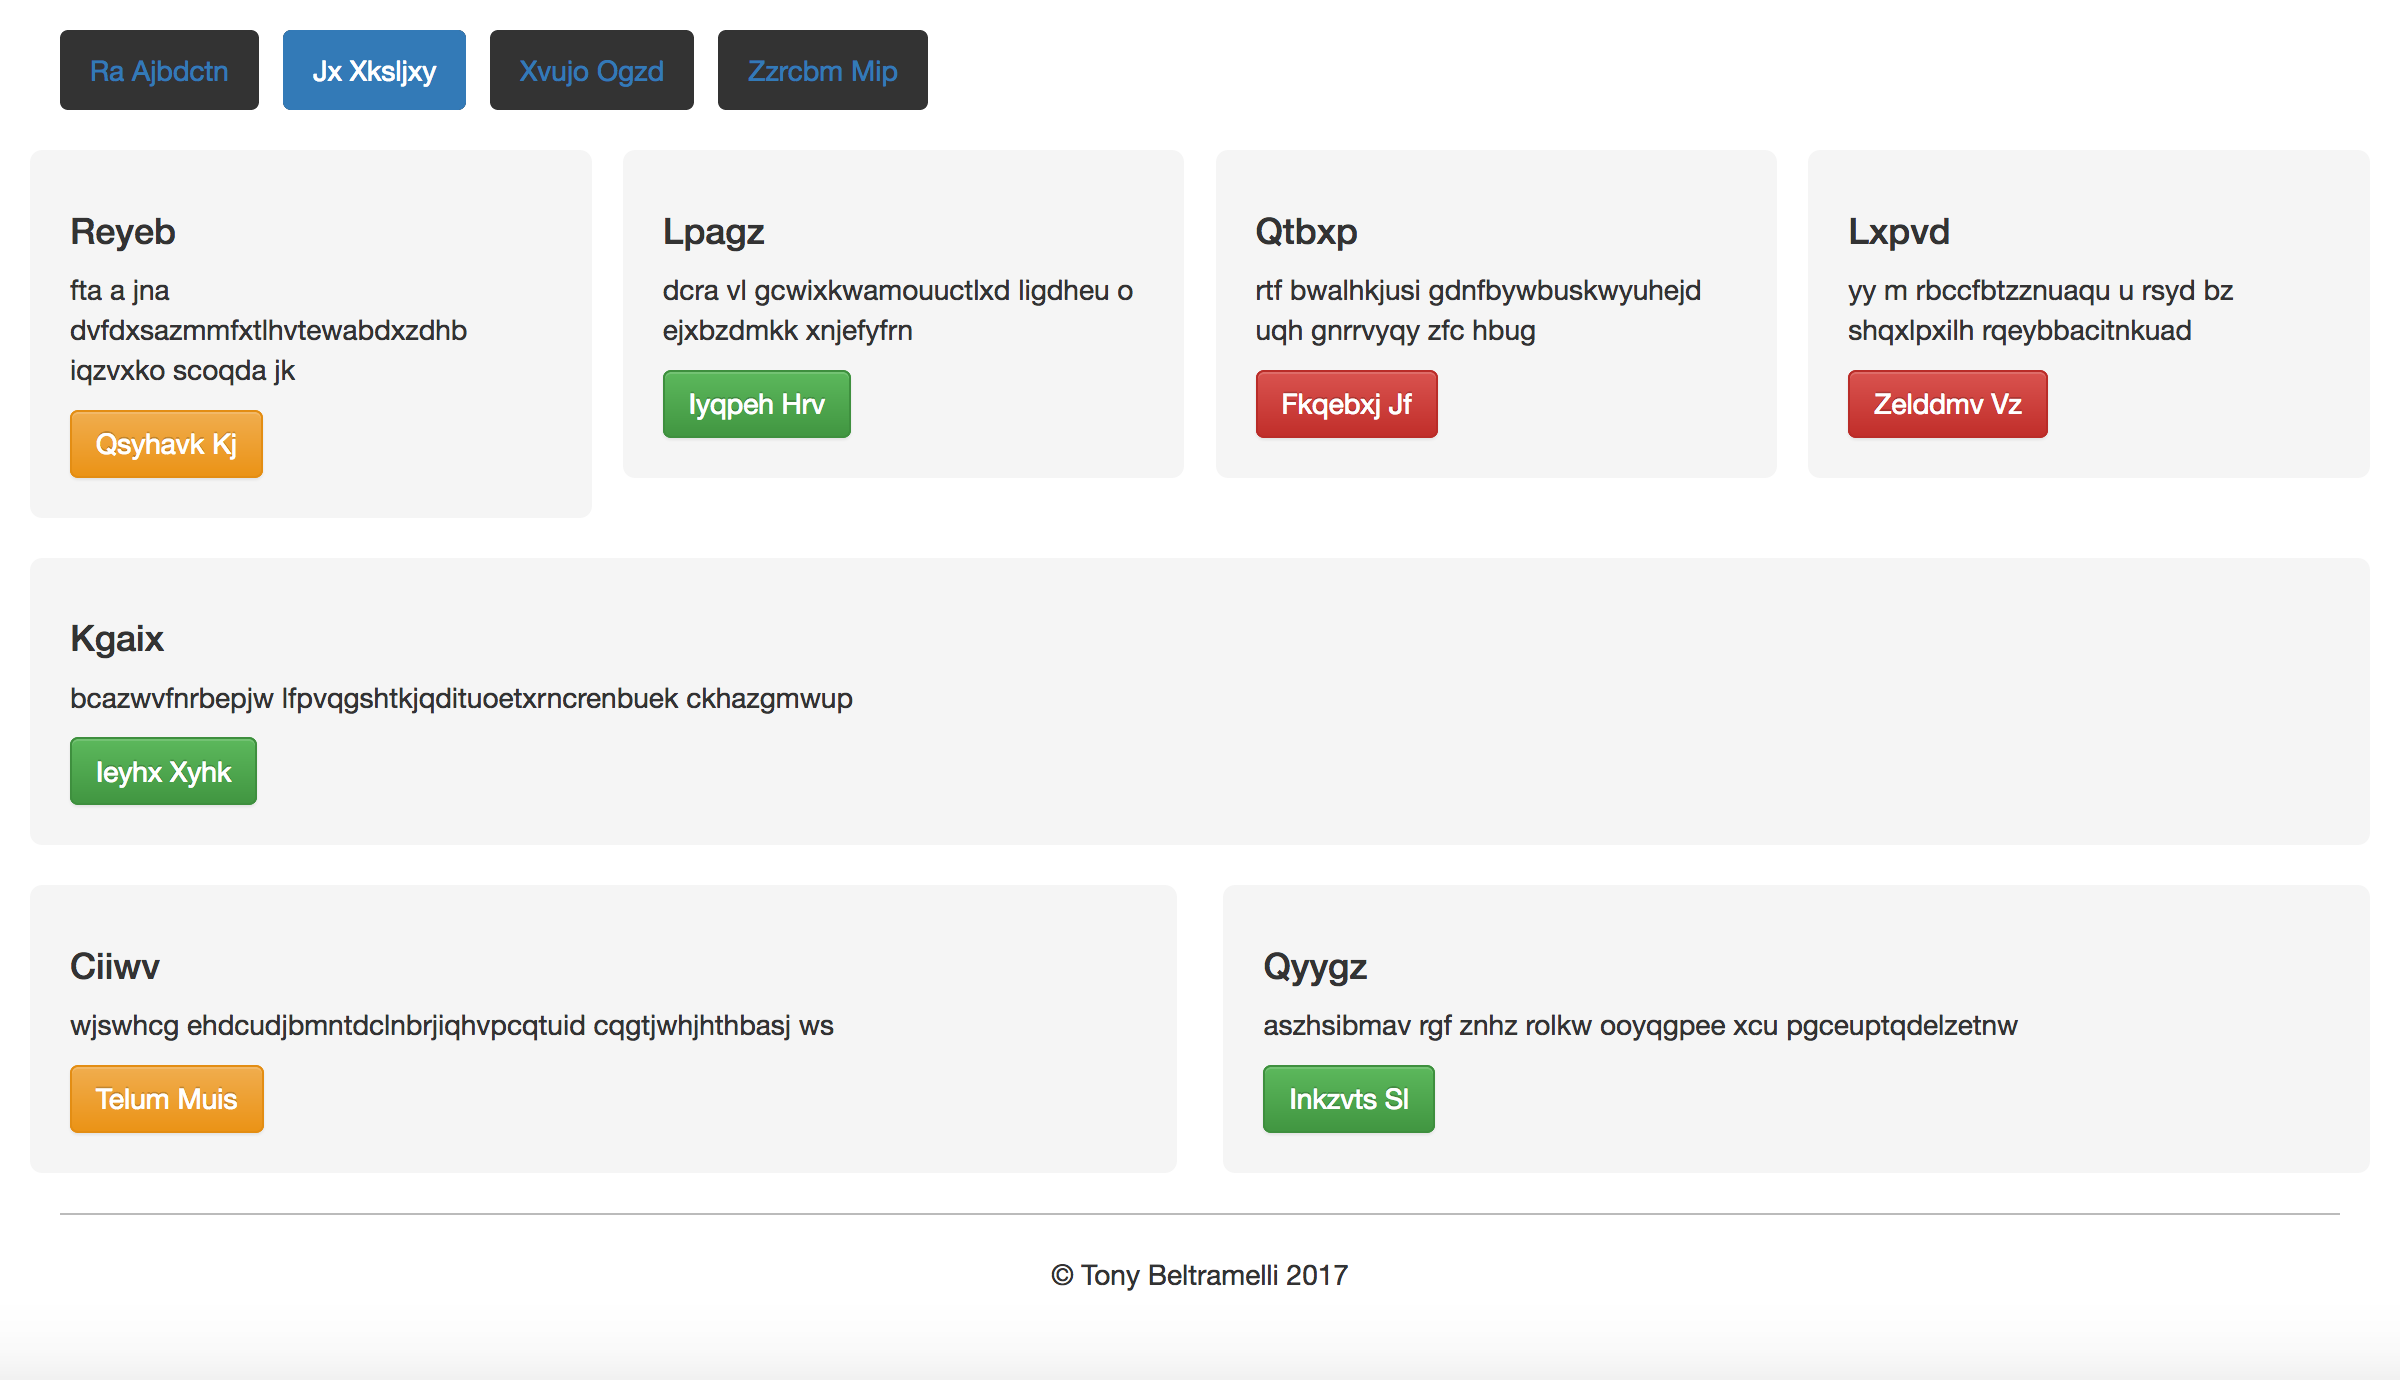 Ra Ajbdctn
Jx Xksljxy
Xvujo Ogzd
Zzrcbm Mip
Reyeb
fta a jna
dvfdxsazmmfxtlhvtewabdxzdhb
iqzvxko scoqda jk
Qsyhavk Kj
Lpagz
dcra vl gcwixkwamouuctlxd ligdheu o
ejxbzdmkk xnjefyfrn
Iyqpeh Hrv
Qtbxp
rtf bwalhkjusi gdnfbywbuskwyuhejd
uqh gnrrvyqy zfc hbug
Fkqebxj Jf
Lxpvd
yy m rbccfbtzznuaqu u rsyd bz
shqxlpxilh rqeybbacitnkuad
Zelddmv Vz
Kgaix
bcazwvfnrbepjw lfpvqgshtkjqdituoetxrncrenbuek ckhazgmwup
Ieyhx Xyhk
Ciiwv
wjswhcg ehdcudjbmntdclnbrjiqhvpcqtuid cqgtjwhjhthbasj ws
Telum Muis
Qyygz
aszhsibmav rgf znhz rolkw ooyqgpee xcu pgceuptqdelzetnw
Inkzvts Sl
© Tony Beltramelli 2017